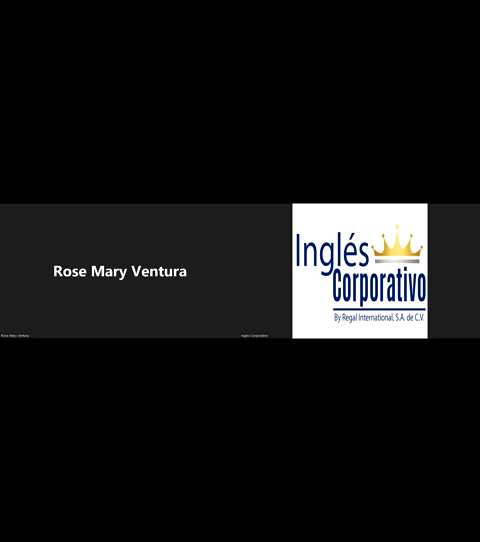 Rose Mary Ventura
Inglés
Corporativo
By Regal International, S.A. de C.V.
Rose Mary Ventura
Inglés Corporativo